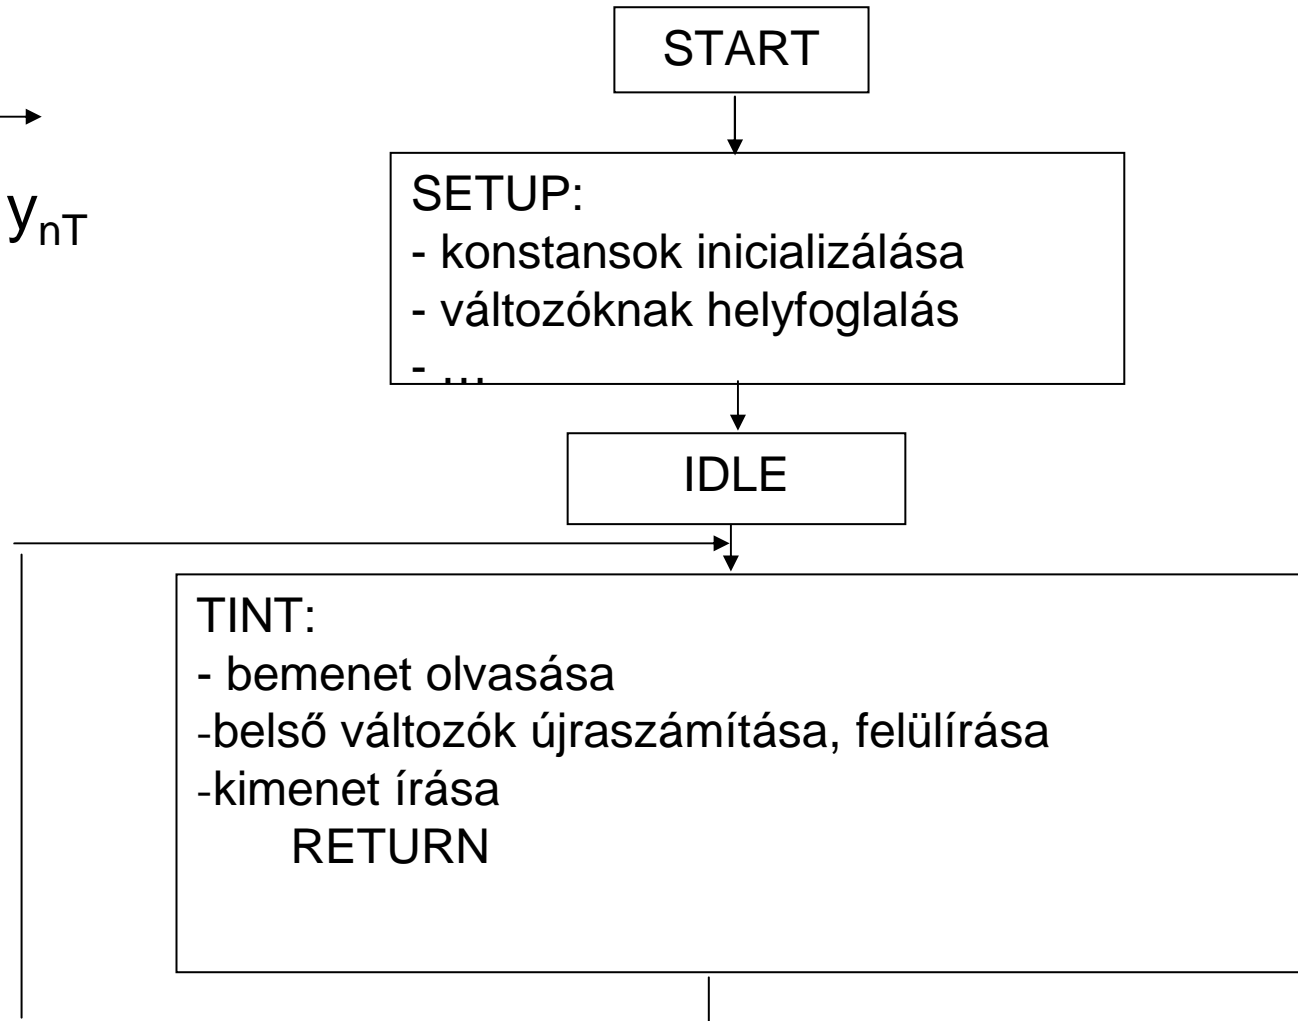 START
y_nT
SETUP:
- konstansok inicializálása
- változóknak helyfoglalás
- ...
IDLE
TINT:
- bemenet olvasása
-belső változók újraszámítása, felülírása
-kimenet írása
RETURN